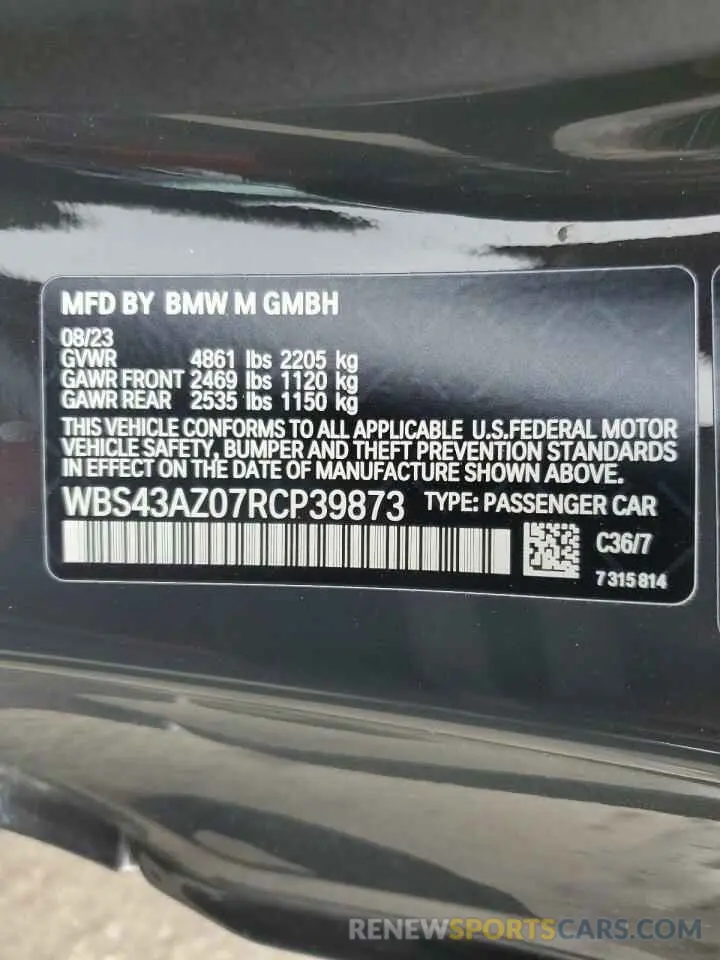 MFD BY BMW M GMBH
08/23
GVWR 4861 lbs 2205 kg
GAWR FRONT 2469 lbs 1120 kg
GAWR REAR 2535 lbs 1150 kg
THIS VEHICLE CONFORMS TO ALL APPLICABLE U.S.FEDERAL MOTOR
VEHICLE SAFETY, BUMPER AND THEFT PREVENTION STANDARDS
IN EFFECT ON THE DATE OF MANUFACTURE SHOWN ABOVE.
WBS43AZ07RCP39873 TYPE: PASSENGER CAR
C36/7
7 315 814
RENEWSPORTSCARS.COM